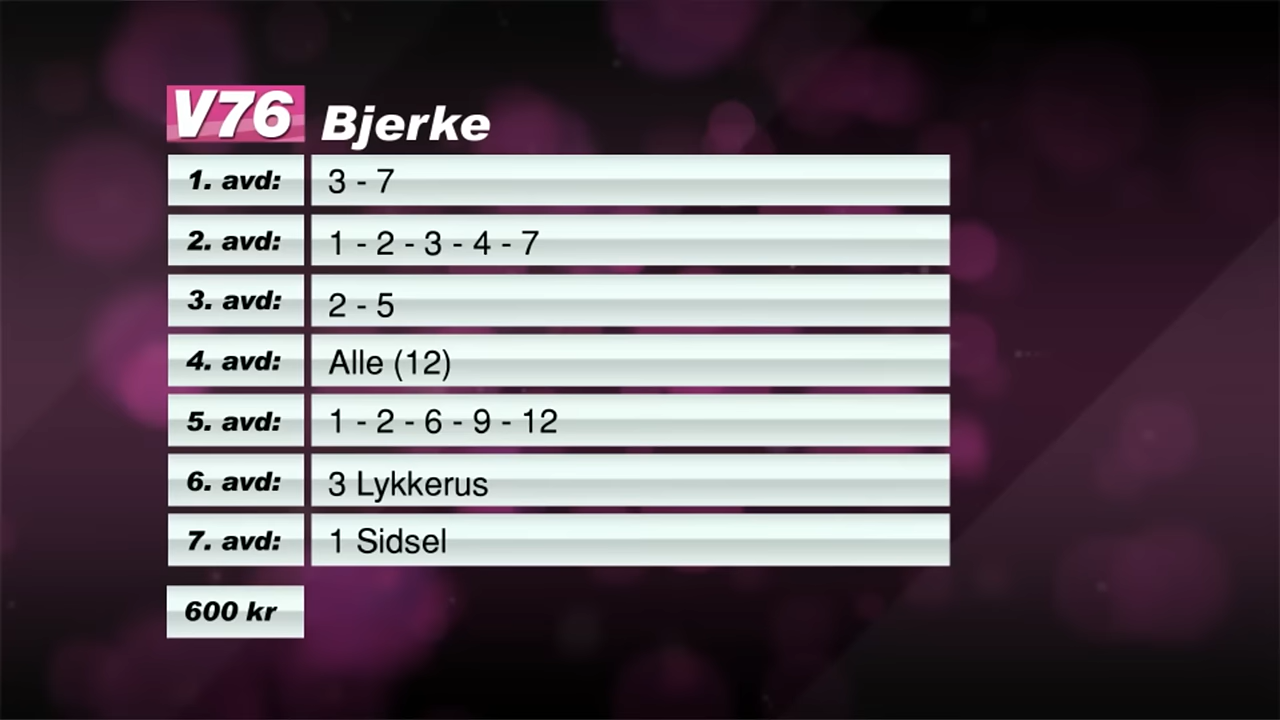 V76 Bjerke
1. avd: 3 - 7
2. avd: 1 - 2 - 3 - 4 - 7
3. avd: 2 - 5
4. avd: Alle (12)
5. avd: 1 - 2 - 6 - 9 - 12
6. avd: 3 Lykkerus
7. avd: 1 Sidsel
600 kr